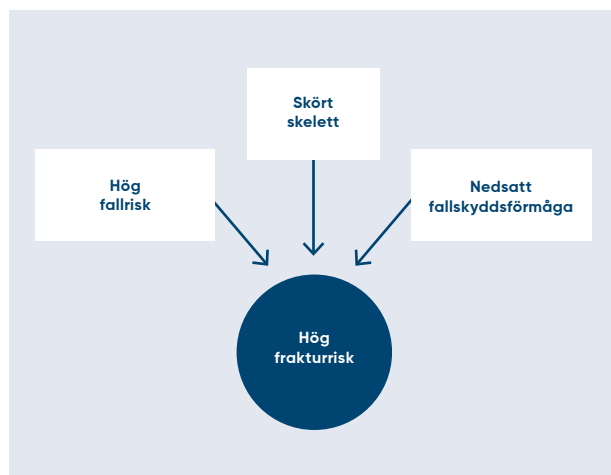 Skört
skelett
Hög
fallrisk
Nedsatt
fallskyddsförmåga
Hög
frakturrisk